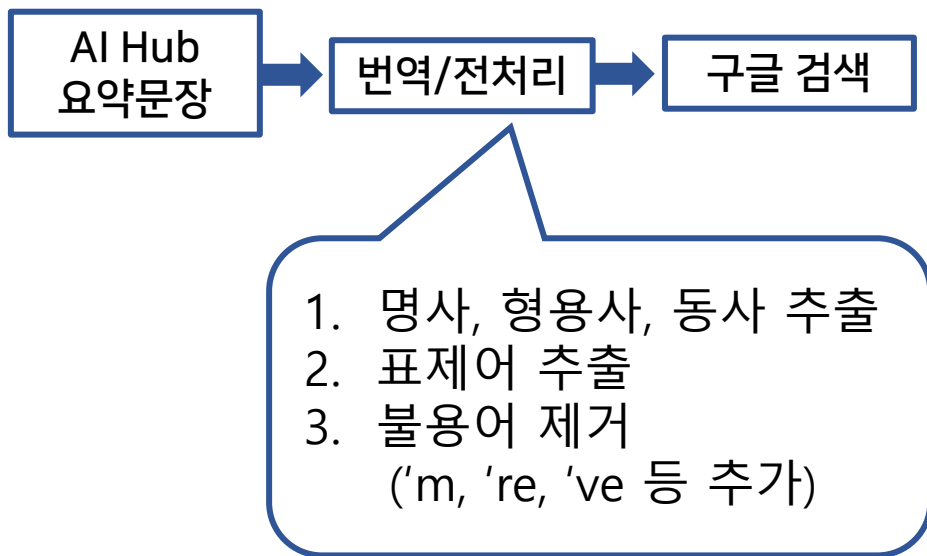 AI Hub
요약문장
번역/전처리
구글 검색
1. 명사, 형용사, 동사 추출
2. 표제어 추출
3. 불용어 제거
(‘m, ‘re, ‘ve 등 추가)